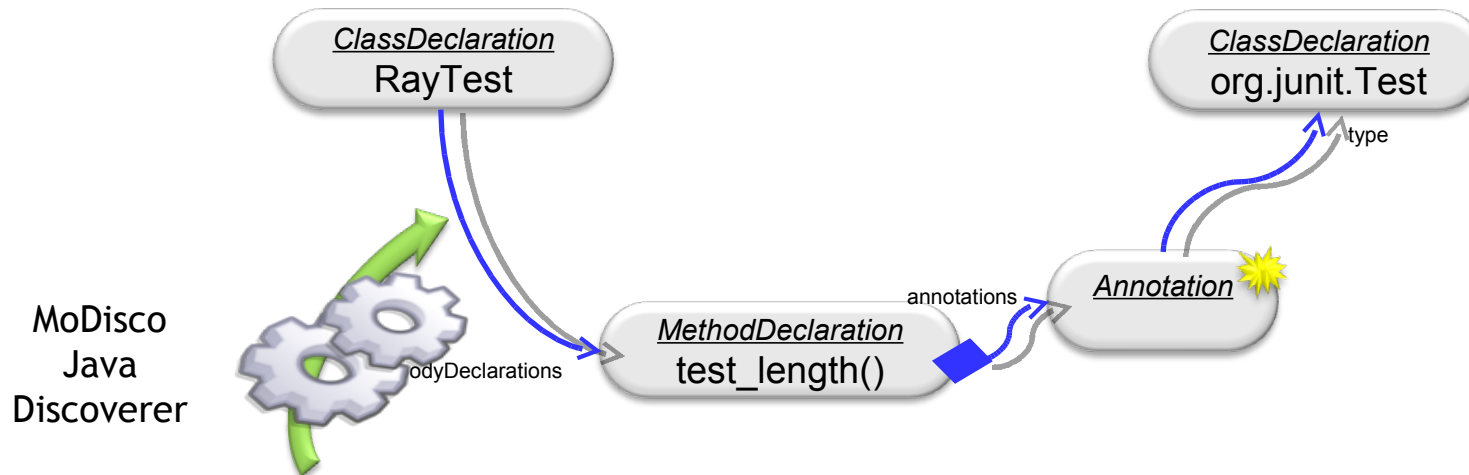 ClassDeclaration
RayTest
ClassDeclaration
org.junit.Test
type
Annotation
annotations
MethodDeclaration
test_length()
odyDeclarations
MoDisco
Java
Discoverer